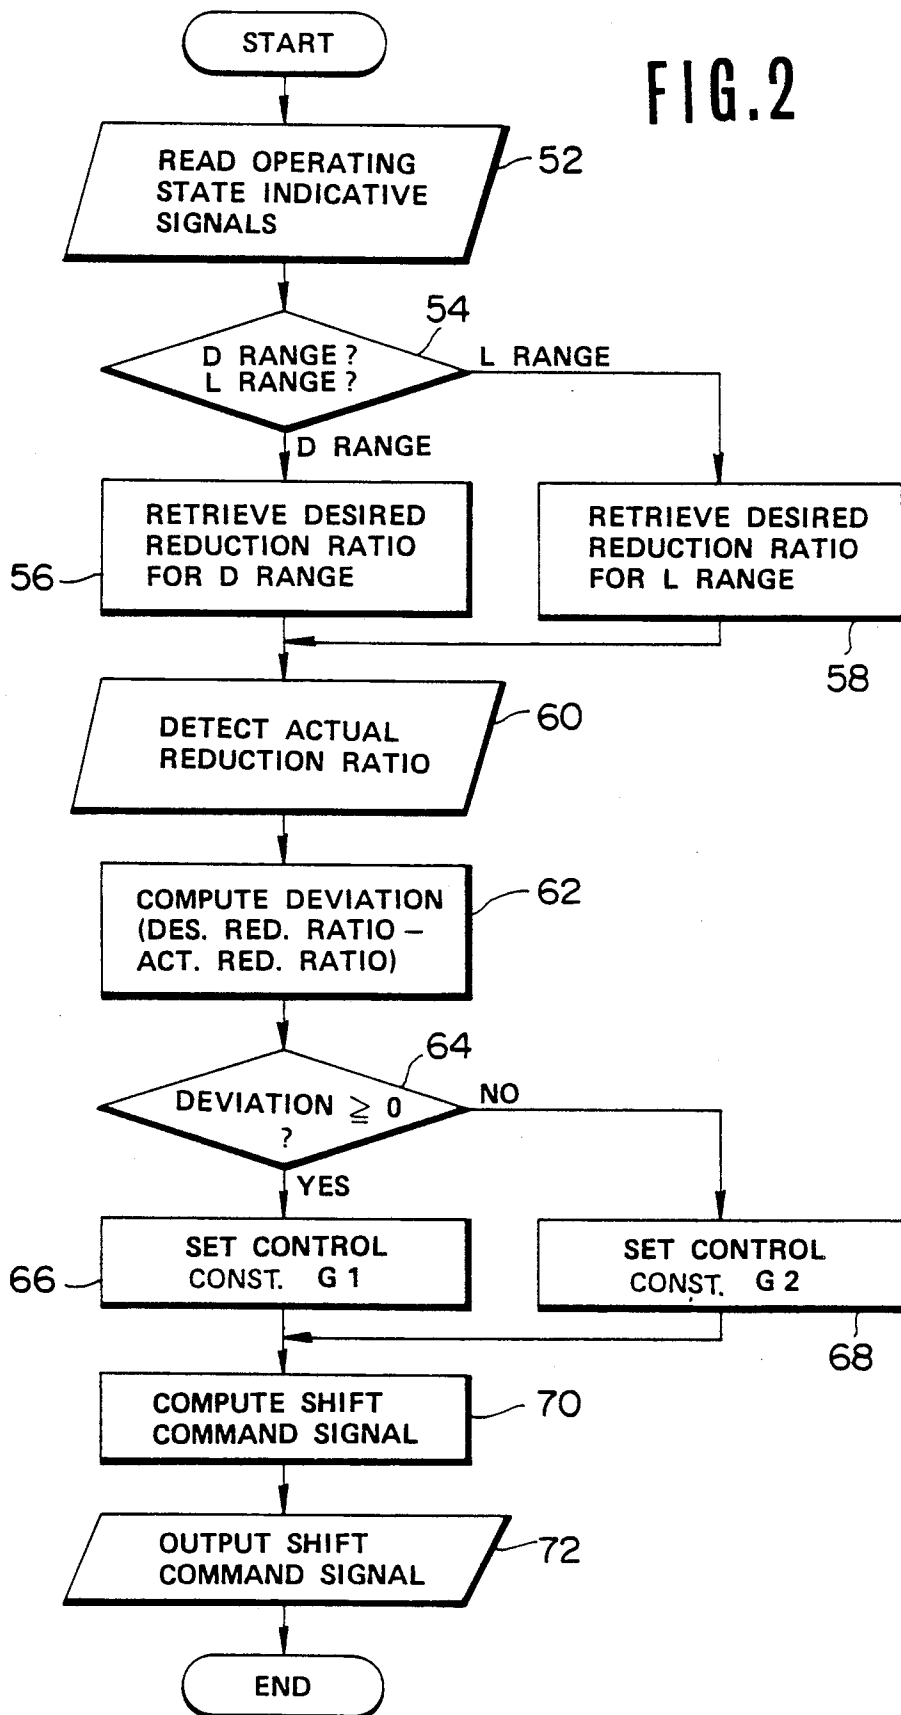 START
FIG.2
READ OPERATING
STATE INDICATIVE
SIGNALS
52
54
D RANGE?
L RANGE?
L RANGE
D RANGE
RETRIEVE DESIRED
REDUCTION RATIO
FOR D RANGE
56
RETRIEVE DESIRED
REDUCTION RATIO
FOR L RANGE
58
DETECT ACTUAL
REDUCTION RATIO
60
COMPUTE DEVIATION
(DES. RED. RATIO –
ACT. RED. RATIO)
62
64
DEVIATION ≧ 0
?
NO
YES
SET CONTROL
CONST. G1
66
SET CONTROL
CONST. G2
68
COMPUTE SHIFT
COMMAND SIGNAL
70
OUTPUT SHIFT
COMMAND SIGNAL
72
END